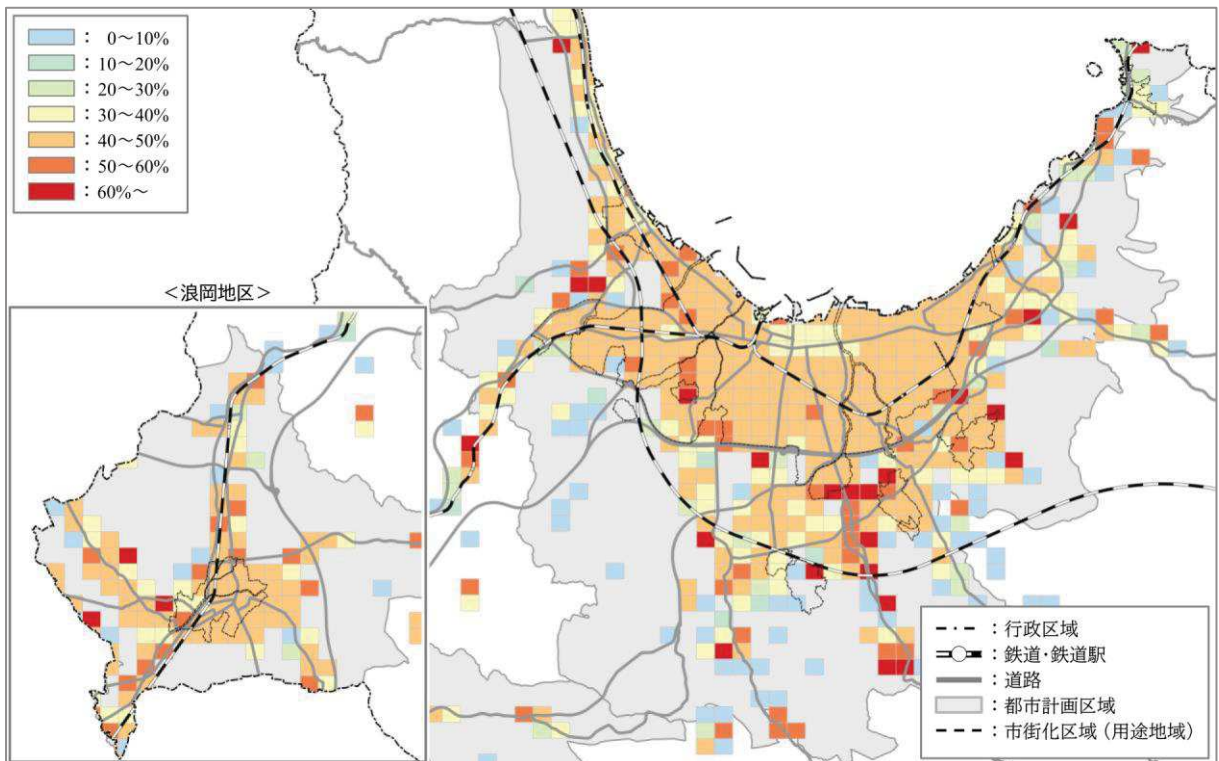 ： 0～10%
： 10～20%
： 20～30%
： 30～40%
： 40～50%
： 50～60%
： 60%～
＜浪岡地区＞
： 行政区域
： 鉄道・鉄道駅
： 道路
： 都市計画区域
： 市街化区域（用途地域）